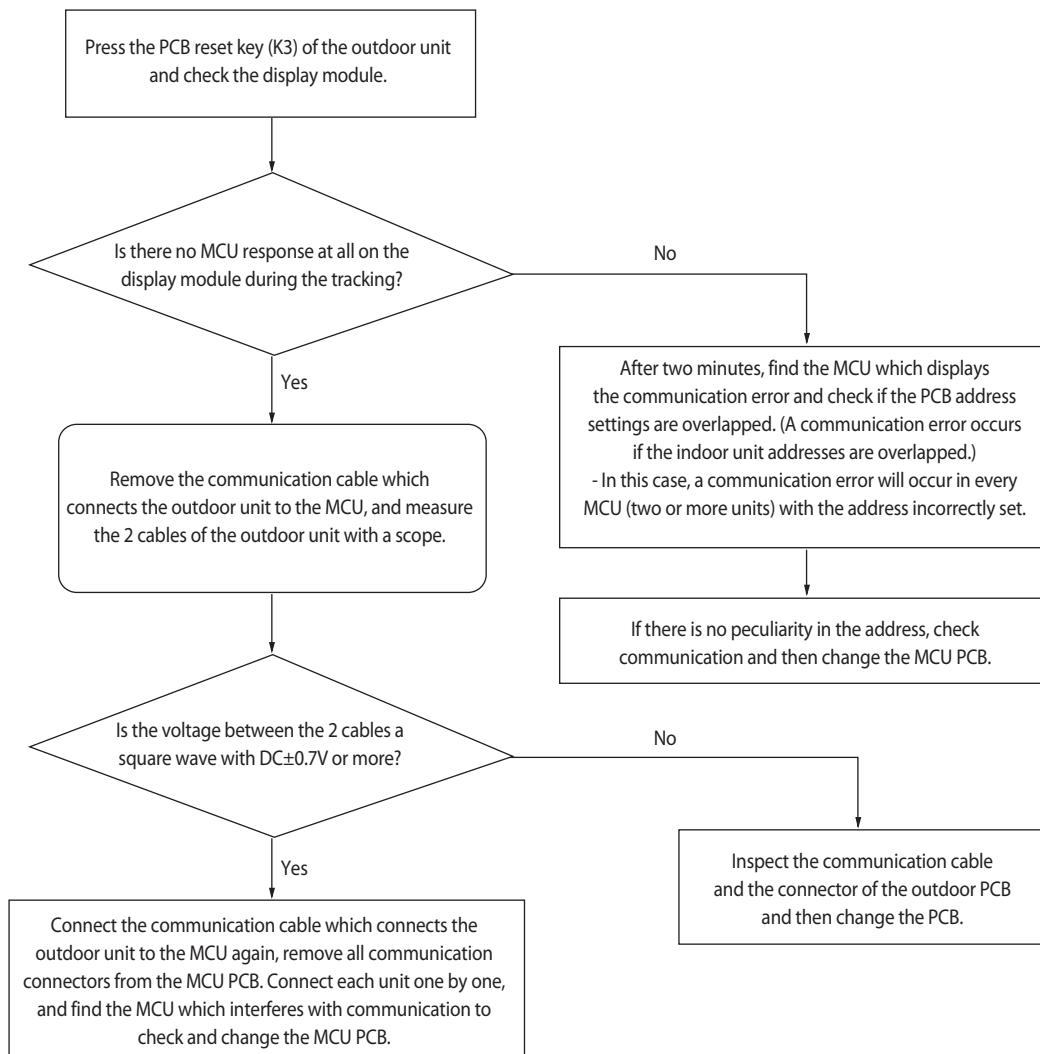 Press the PCB reset key (K3) of the outdoor unit
and check the display module.
Is there no MCU response at all on the
display module during the tracking?
No
Yes
After two minutes, find the MCU which displays
the communication error and check if the PCB address
settings are overlapped. (A communication error occurs
if the indoor unit addresses are overlapped.)
- In this case, a communication error will occur in every
MCU (two or more units) with the address incorrectly set.
Remove the communication cable which
connects the outdoor unit to the MCU, and measure
the 2 cables of the outdoor unit with a scope.
If there is no peculiarity in the address, check
communication and then change the MCU PCB.
Is the voltage between the 2 cables a
square wave with DC±0.7V or more?
No
Yes
Inspect the communication cable
and the connector of the outdoor PCB
and then change the PCB.
Connect the communication cable which connects the
outdoor unit to the MCU again, remove all communication
connectors from the MCU PCB. Connect each unit one by one,
and find the MCU which interferes with communication to
check and change the MCU PCB.